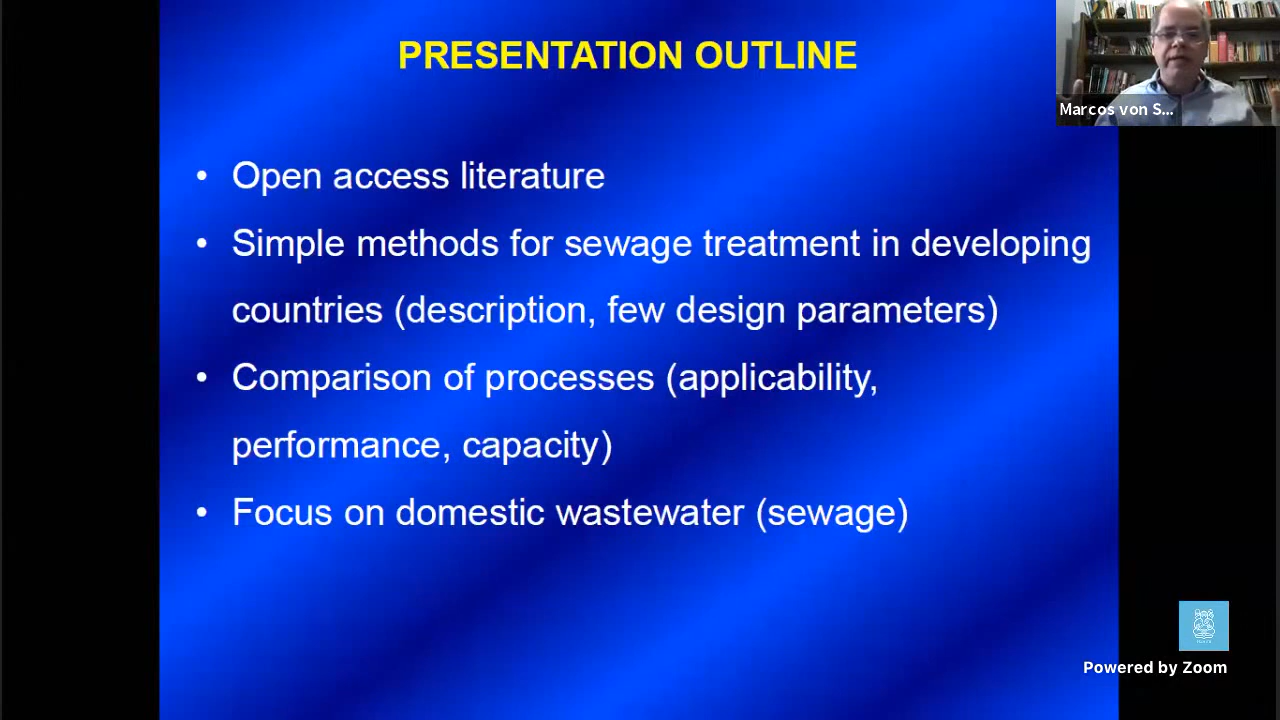 PRESENTATION OUTLINE
Marcos von S...
• Open access literature
• Simple methods for sewage treatment in developing
countries (description, few design parameters)
• Comparison of processes (applicability,
performance, capacity)
• Focus on domestic wastewater (sewage)
Powered by Zoom